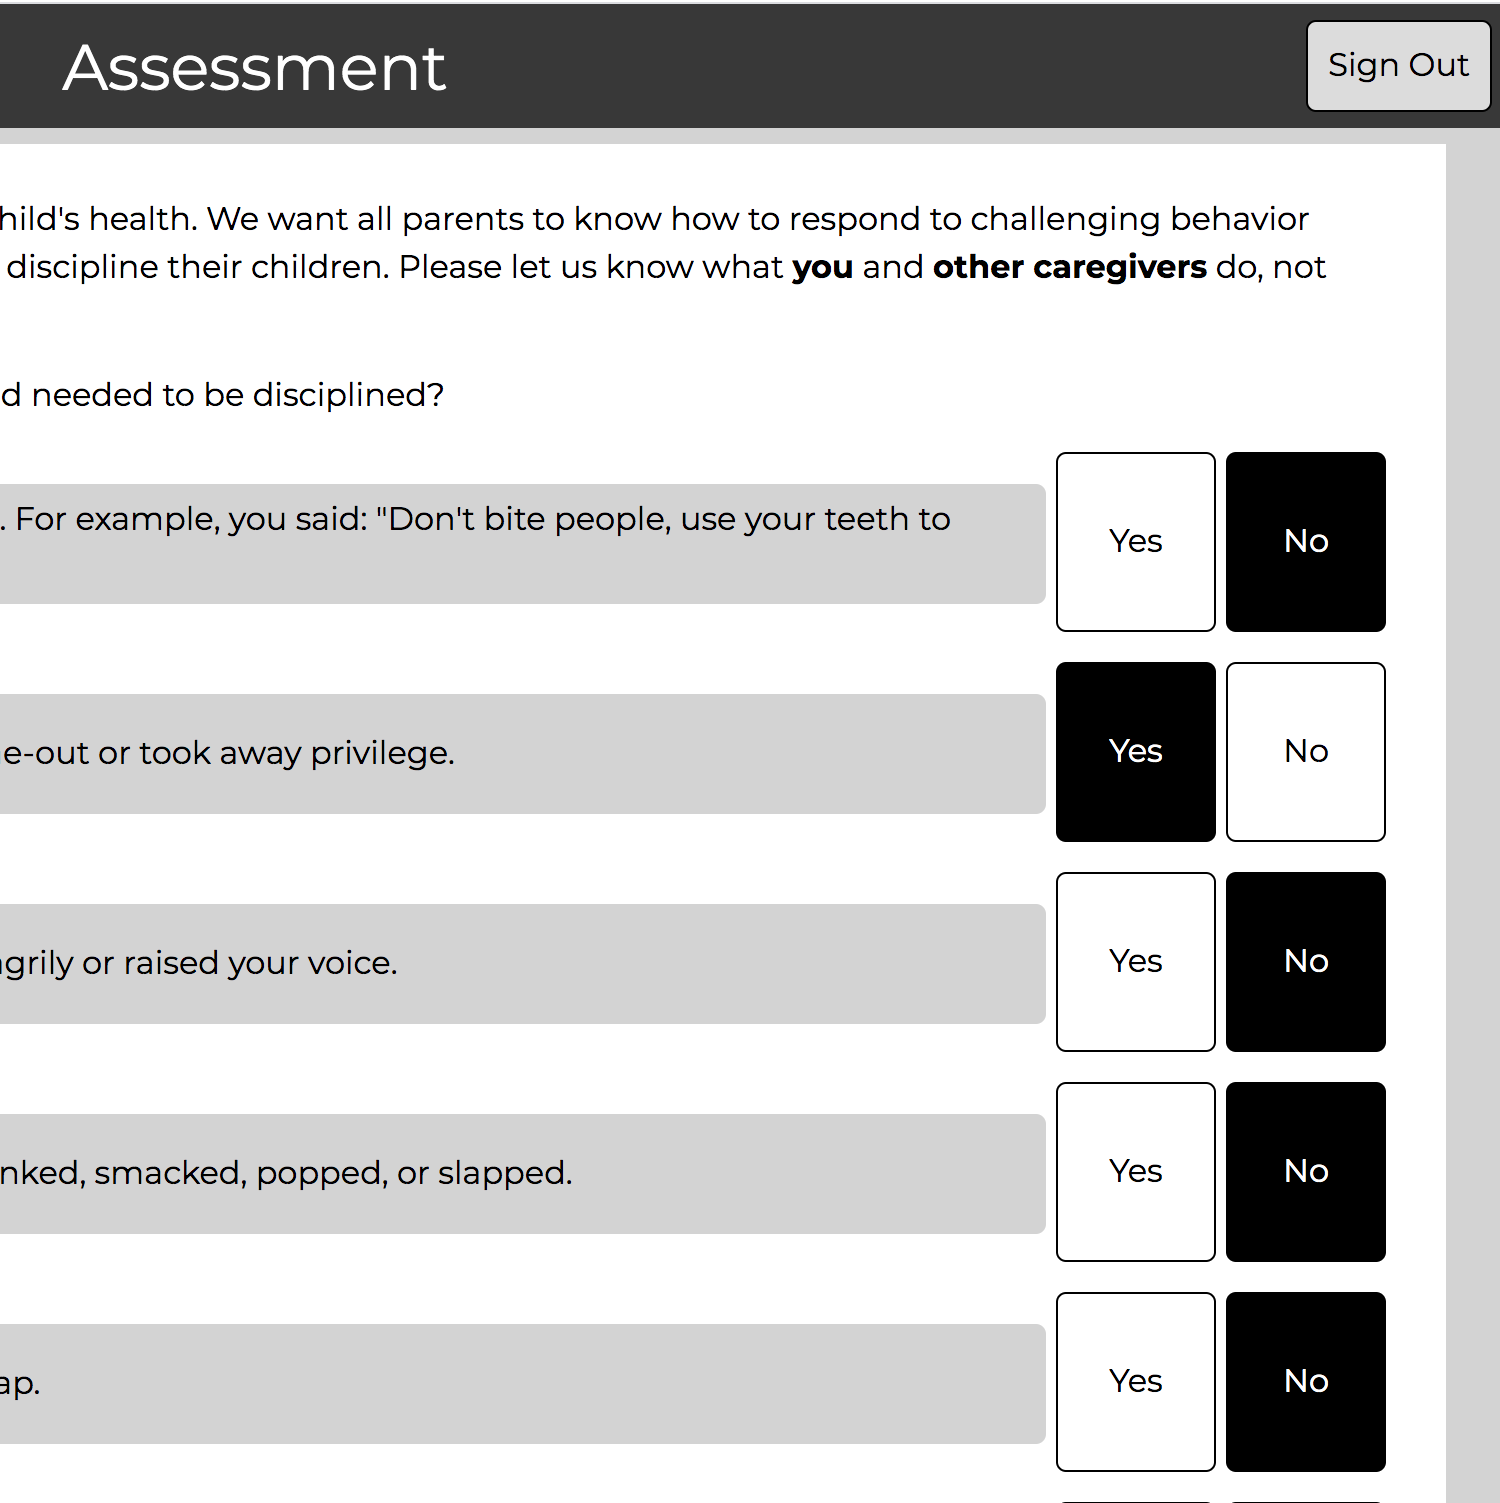 Assessment
Sign Out
hild's health. We want all parents to know how to respond to challenging behavior
discipline their children. Please let us know what you and other caregivers do, not
d needed to be disciplined?
. For example, you said: "Don't bite people, use your teeth to
Yes
No
e-out or took away privilege.
Yes
No
grily or raised your voice.
Yes
No
nked, smacked, popped, or slapped.
Yes
No
ap.
Yes
No